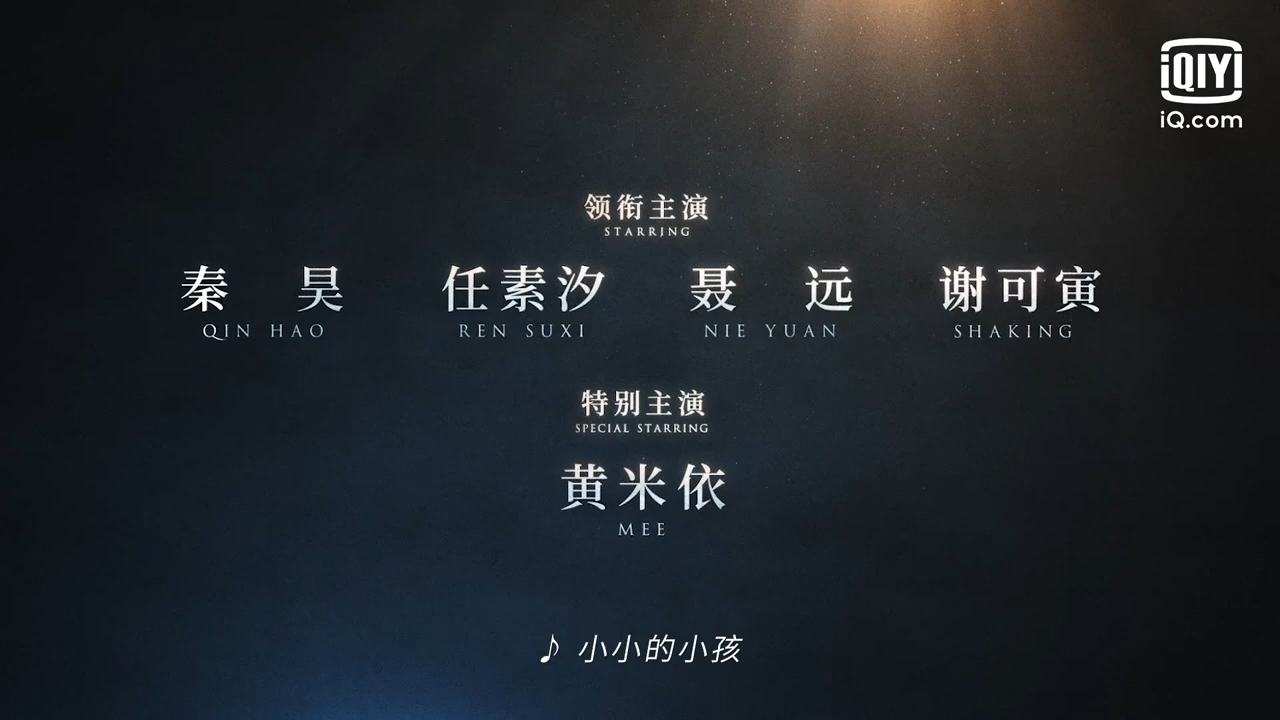 iQIYI
iQ.com
领衔主演
STARRING
秦 昊 任素汐 聂 远 谢可寅
QIN HAO REN SUXI NIE YUAN SHAKING
特别主演
SPECIAL STARRING
黄米依
MEE
♪ 小小的小孩